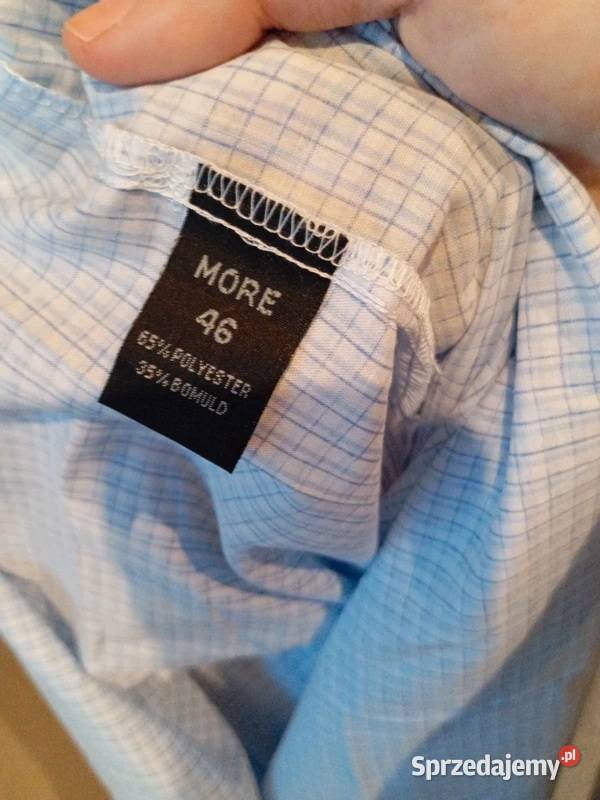 MORE
46
65% POLYESTER
35% BOMULD
Sprzedajemy.pl